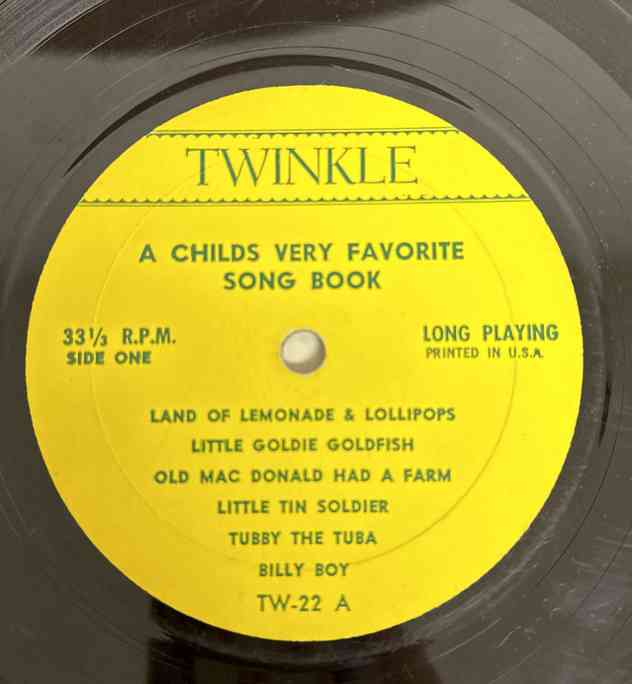 TWINKLE
A CHILDS VERY FAVORITE
SONG BOOK
33⅓ R.P.M.
SIDE ONE
LONG PLAYING
PRINTED IN U.S.A.
LAND OF LEMONADE & LOLLIPOPS
LITTLE GOLDIE GOLDFISH
OLD MAC DONALD HAD A FARM
LITTLE TIN SOLDIER
TUBBY THE TUBA
BILLY BOY
TW-22 A